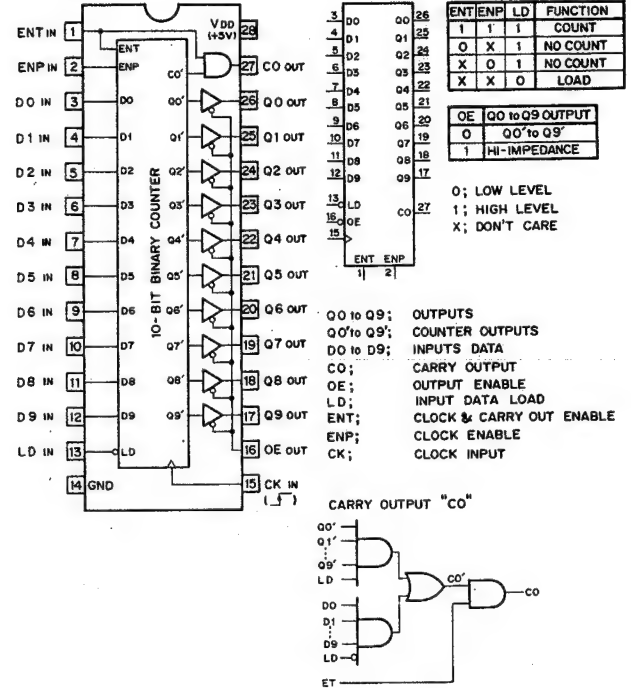 ENT IN 1
ENP IN 2
D0 IN 3
D1 IN 4
D2 IN 5
D3 IN 6
D4 IN 7
D5 IN 8
D6 IN 9
D7 IN 10
D8 IN 11
D9 IN 12
LD IN 13
14 GND
ENT
ENP CO'
D0 Q0'
D1 Q1'
D2 Q2'
D3 Q3'
D4 Q4'
D5 Q5'
D6 Q6'
D7 Q7'
D8 Q8'
D9 Q9'
LD
10-BIT BINARY COUNTER
VDD 28
(+5V)
27 CO OUT
26 Q0 OUT
25 Q1 OUT
24 Q2 OUT
23 Q3 OUT
22 Q4 OUT
21 Q5 OUT
20 Q6 OUT
19 Q7 OUT
18 Q8 OUT
17 Q9 OUT
16 OE OUT
15 CK IN
( )
3 D0 Q0 26
4 D1 Q1 25
5 D2 Q2 24
6 D3 Q3 23
7 D4 Q4 22
8 D5 Q5 21
9 D6 Q6 20
10 D7 Q7 19
11 D8 Q8 18
12 D9 Q9 17
13 LD
16 OE CO 27
15
ENT ENP
1 2
ENT ENP LD FUNCTION
1 1 1 COUNT
0 X 1 NO COUNT
X 0 1 NO COUNT
X X 0 LOAD
OE Q0 to Q9 OUTPUT
0 Q0' to Q9'
1 HI-IMPEDANCE
0; LOW LEVEL
1; HIGH LEVEL
X; DON'T CARE
Q0 to Q9; OUTPUTS
Q0' to Q9'; COUNTER OUTPUTS
D0 to D9; INPUTS DATA
CO; CARRY OUTPUT
OE; OUTPUT ENABLE
LD; INPUT DATA LOAD
ENT; CLOCK & CARRY OUT ENABLE
ENP; CLOCK ENABLE
CK; CLOCK INPUT
CARRY OUTPUT "CO"
Q0'
Q1'
Q9'
LD
CO'
CO
D0
D1
D9
LD
ET